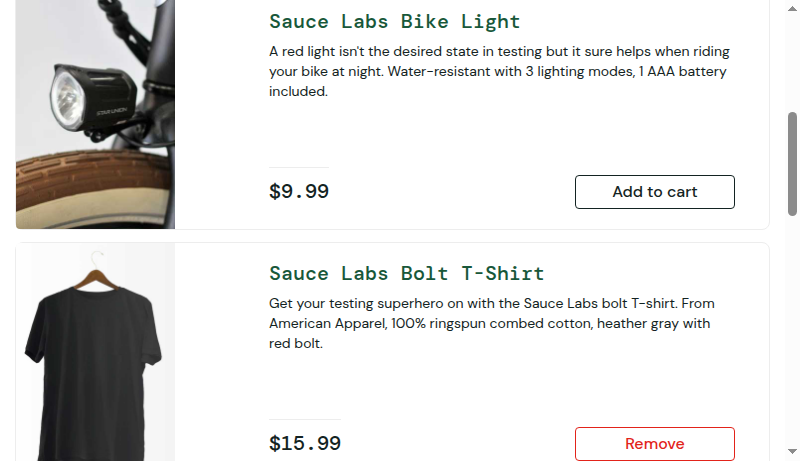 Sauce Labs Bike Light
A red light isn't the desired state in testing but it sure helps when riding
your bike at night. Water-resistant with 3 lighting modes, 1 AAA battery
included.
$9.99
Add to cart
Sauce Labs Bolt T-Shirt
Get your testing superhero on with the Sauce Labs bolt T-shirt. From
American Apparel, 100% ringspun combed cotton, heather gray with
red bolt.
$15.99
Remove